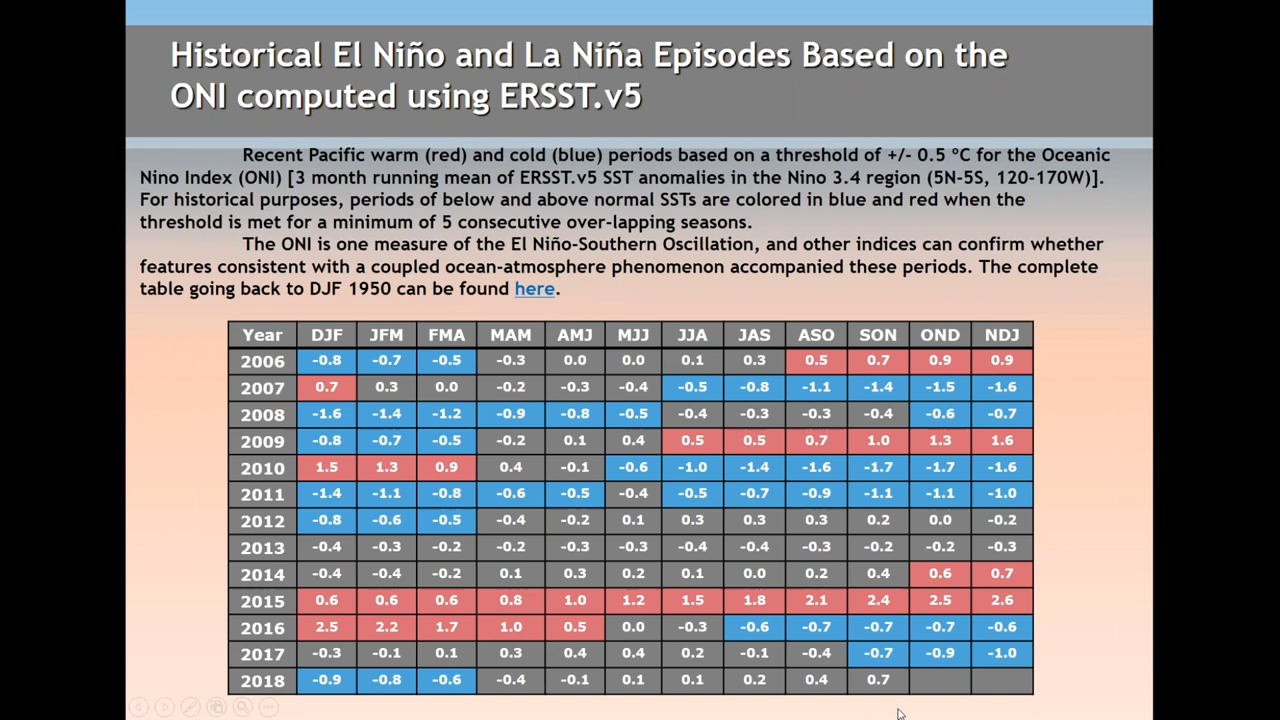 Historical El Niño and La Niña Episodes Based on the
ONI computed using ERSST.v5
Recent Pacific warm (red) and cold (blue) periods based on a threshold of +/- 0.5 ºC for the Oceanic
Nino Index (ONI) [3 month running mean of ERSST.v5 SST anomalies in the Nino 3.4 region (5N-5S, 120-170W)].
For historical purposes, periods of below and above normal SSTs are colored in blue and red when the
threshold is met for a minimum of 5 consecutive over-lapping seasons.
The ONI is one measure of the El Niño-Southern Oscillation, and other indices can confirm whether
features consistent with a coupled ocean-atmosphere phenomenon accompanied these periods. The complete
table going back to DJF 1950 can be found here.
Year DJF JFM FMA MAM AMJ MJJ JJA JAS ASO SON OND NDJ
2006 -0.8 -0.7 -0.5 -0.3 0.0 0.0 0.1 0.3 0.5 0.7 0.9 0.9
2007 0.7 0.3 0.0 -0.2 -0.3 -0.4 -0.5 -0.8 -1.1 -1.4 -1.5 -1.6
2008 -1.6 -1.4 -1.2 -0.9 -0.8 -0.5 -0.4 -0.3 -0.3 -0.4 -0.6 -0.7
2009 -0.8 -0.7 -0.5 -0.2 0.1 0.4 0.5 0.5 0.7 1.0 1.3 1.6
2010 1.5 1.3 0.9 0.4 -0.1 -0.6 -1.0 -1.4 -1.6 -1.7 -1.7 -1.6
2011 -1.4 -1.1 -0.8 -0.6 -0.5 -0.4 -0.5 -0.7 -0.9 -1.1 -1.1 -1.0
2012 -0.8 -0.6 -0.5 -0.4 -0.2 0.1 0.3 0.3 0.3 0.2 0.0 -0.2
2013 -0.4 -0.3 -0.2 -0.2 -0.3 -0.3 -0.4 -0.4 -0.3 -0.2 -0.2 -0.3
2014 -0.4 -0.4 -0.2 0.1 0.3 0.2 0.1 0.0 0.2 0.4 0.6 0.7
2015 0.6 0.6 0.6 0.8 1.0 1.2 1.5 1.8 2.1 2.4 2.5 2.6
2016 2.5 2.2 1.7 1.0 0.5 0.0 -0.3 -0.6 -0.7 -0.7 -0.7 -0.6
2017 -0.3 -0.1 0.1 0.3 0.4 0.4 0.2 -0.1 -0.4 -0.7 -0.9 -1.0
2018 -0.9 -0.8 -0.6 -0.4 -0.1 0.1 0.1 0.2 0.4 0.7